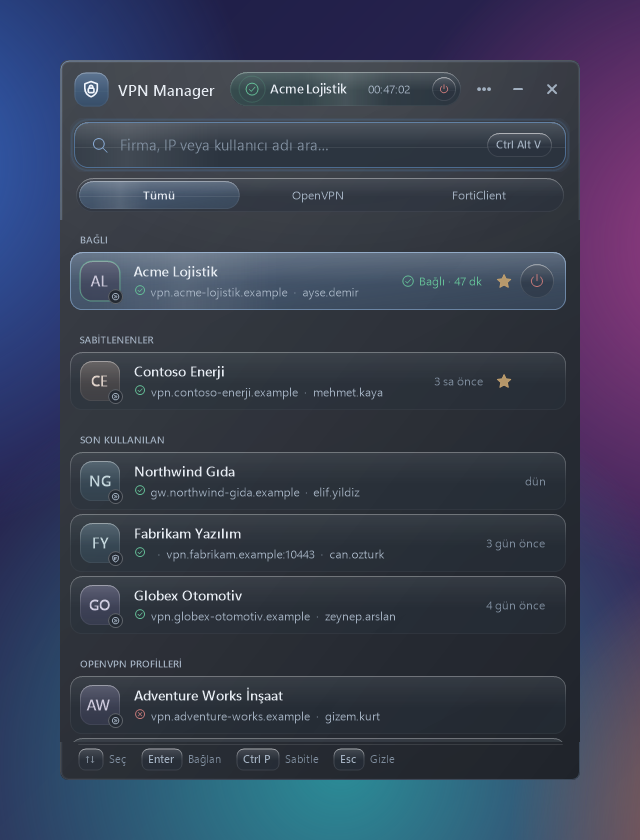 VPN Manager
Acme Lojistik 00:47:02
Firma, IP veya kullanıcı adı ara... Ctrl Alt V
Tümü OpenVPN FortiClient
BAĞLI
AL Acme Lojistik
vpn.acme-lojistik.example · ayse.demir
Bağlı · 47 dk
SABİTLENENLER
CE Contoso Enerji
vpn.contoso-enerji.example · mehmet.kaya
3 sa önce
SON KULLANILAN
NG Northwind Gıda
gw.northwind-gida.example · elif.yildiz
dün
FY Fabrikam Yazılım
· vpn.fabrikam.example:10443 · can.ozturk
3 gün önce
GO Globex Otomotiv
vpn.globex-otomotiv.example · zeynep.arslan
4 gün önce
OPENVPN PROFİLLERİ
AW Adventure Works İnşaat
vpn.adventure-works.example · gizem.kurt
↑↓ Seç Enter Bağlan Ctrl P Sabitle Esc Gizle